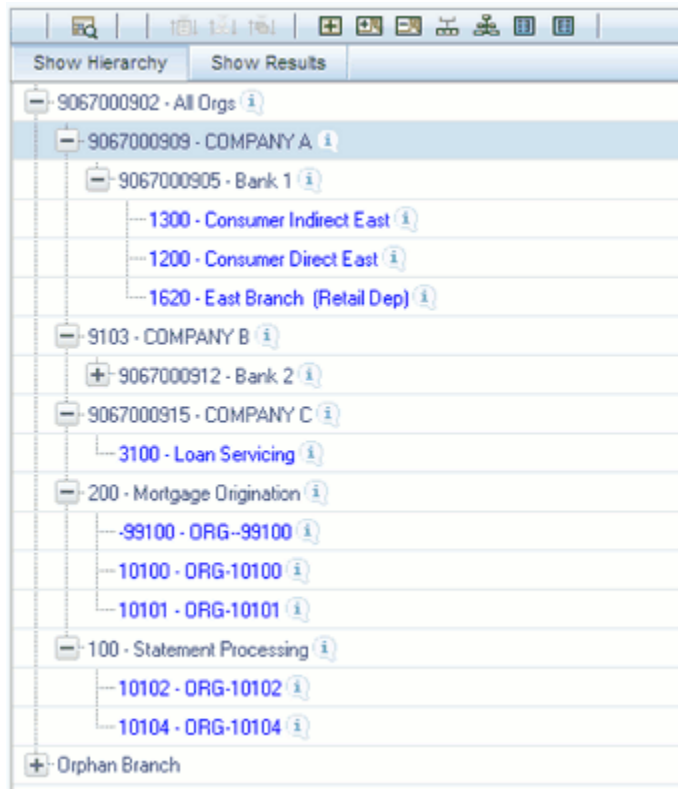 Show Hierarchy Show Results
9067000902 - All Orgs
9067000909 - COMPANY A
9067000905 - Bank 1
1300 - Consumer Indirect East
1200 - Consumer Direct East
1620 - East Branch (Retail Dep)
9103 - COMPANY B
9067000912 - Bank 2
9067000915 - COMPANY C
3100 - Loan Servicing
200 - Mortgage Origination
-99100 - ORG--99100
10100 - ORG-10100
10101 - ORG-10101
100 - Statement Processing
10102 - ORG-10102
10104 - ORG-10104
Orphan Branch